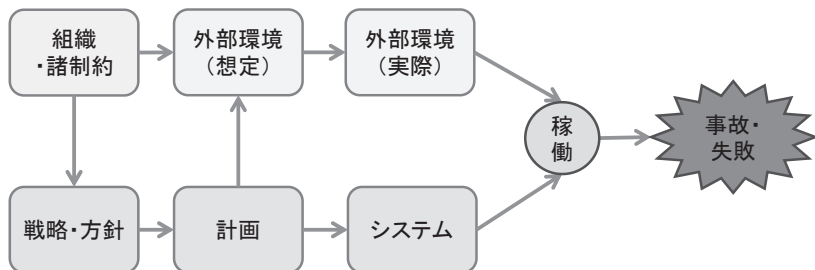 組織
・諸制約
外部環境
（想定）
外部環境
（実際）
稼
働
事故・
失敗
戦略・方針
計画
システム